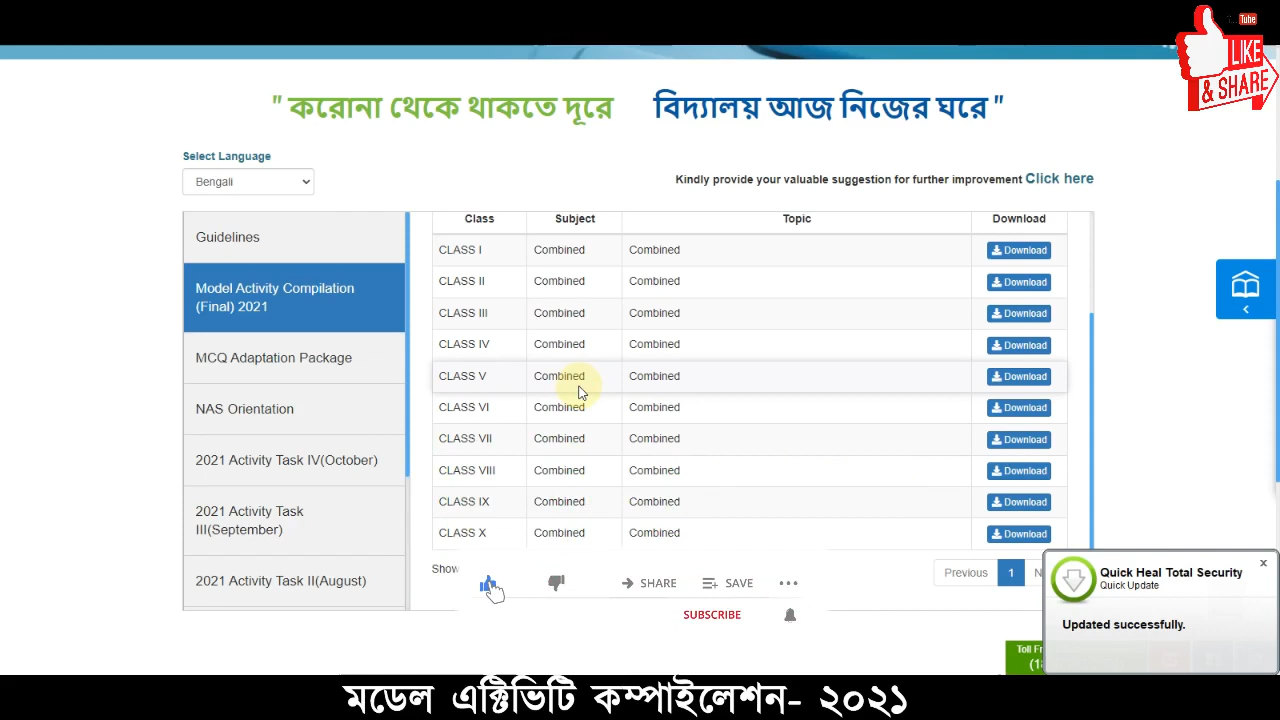 Tube
LIKE
& SHARE
" করোনা থেকে থাকতে দূরে বিদ্যালয় আজ নিজের ঘরে "
Select Language
Bengali
Kindly provide your valuable suggestion for further improvement Click here
Guidelines
Model Activity Compilation
(Final) 2021
MCQ Adaptation Package
NAS Orientation
2021 Activity Task IV(October)
2021 Activity Task
III(September)
2021 Activity Task II(August)
Class Subject Topic Download
CLASS I Combined Combined Download
CLASS II Combined Combined Download
CLASS III Combined Combined Download
CLASS IV Combined Combined Download
CLASS V Combined Combined Download
CLASS VI Combined Combined Download
CLASS VII Combined Combined Download
CLASS VIII Combined Combined Download
CLASS IX Combined Combined Download
CLASS X Combined Combined Download
Previous 1
SHARE SAVE
SUBSCRIBE
Quick Heal Total Security
Quick Update
Updated successfully.
মডেল এক্টিভিটি কম্পাইলেশন- ২০২১